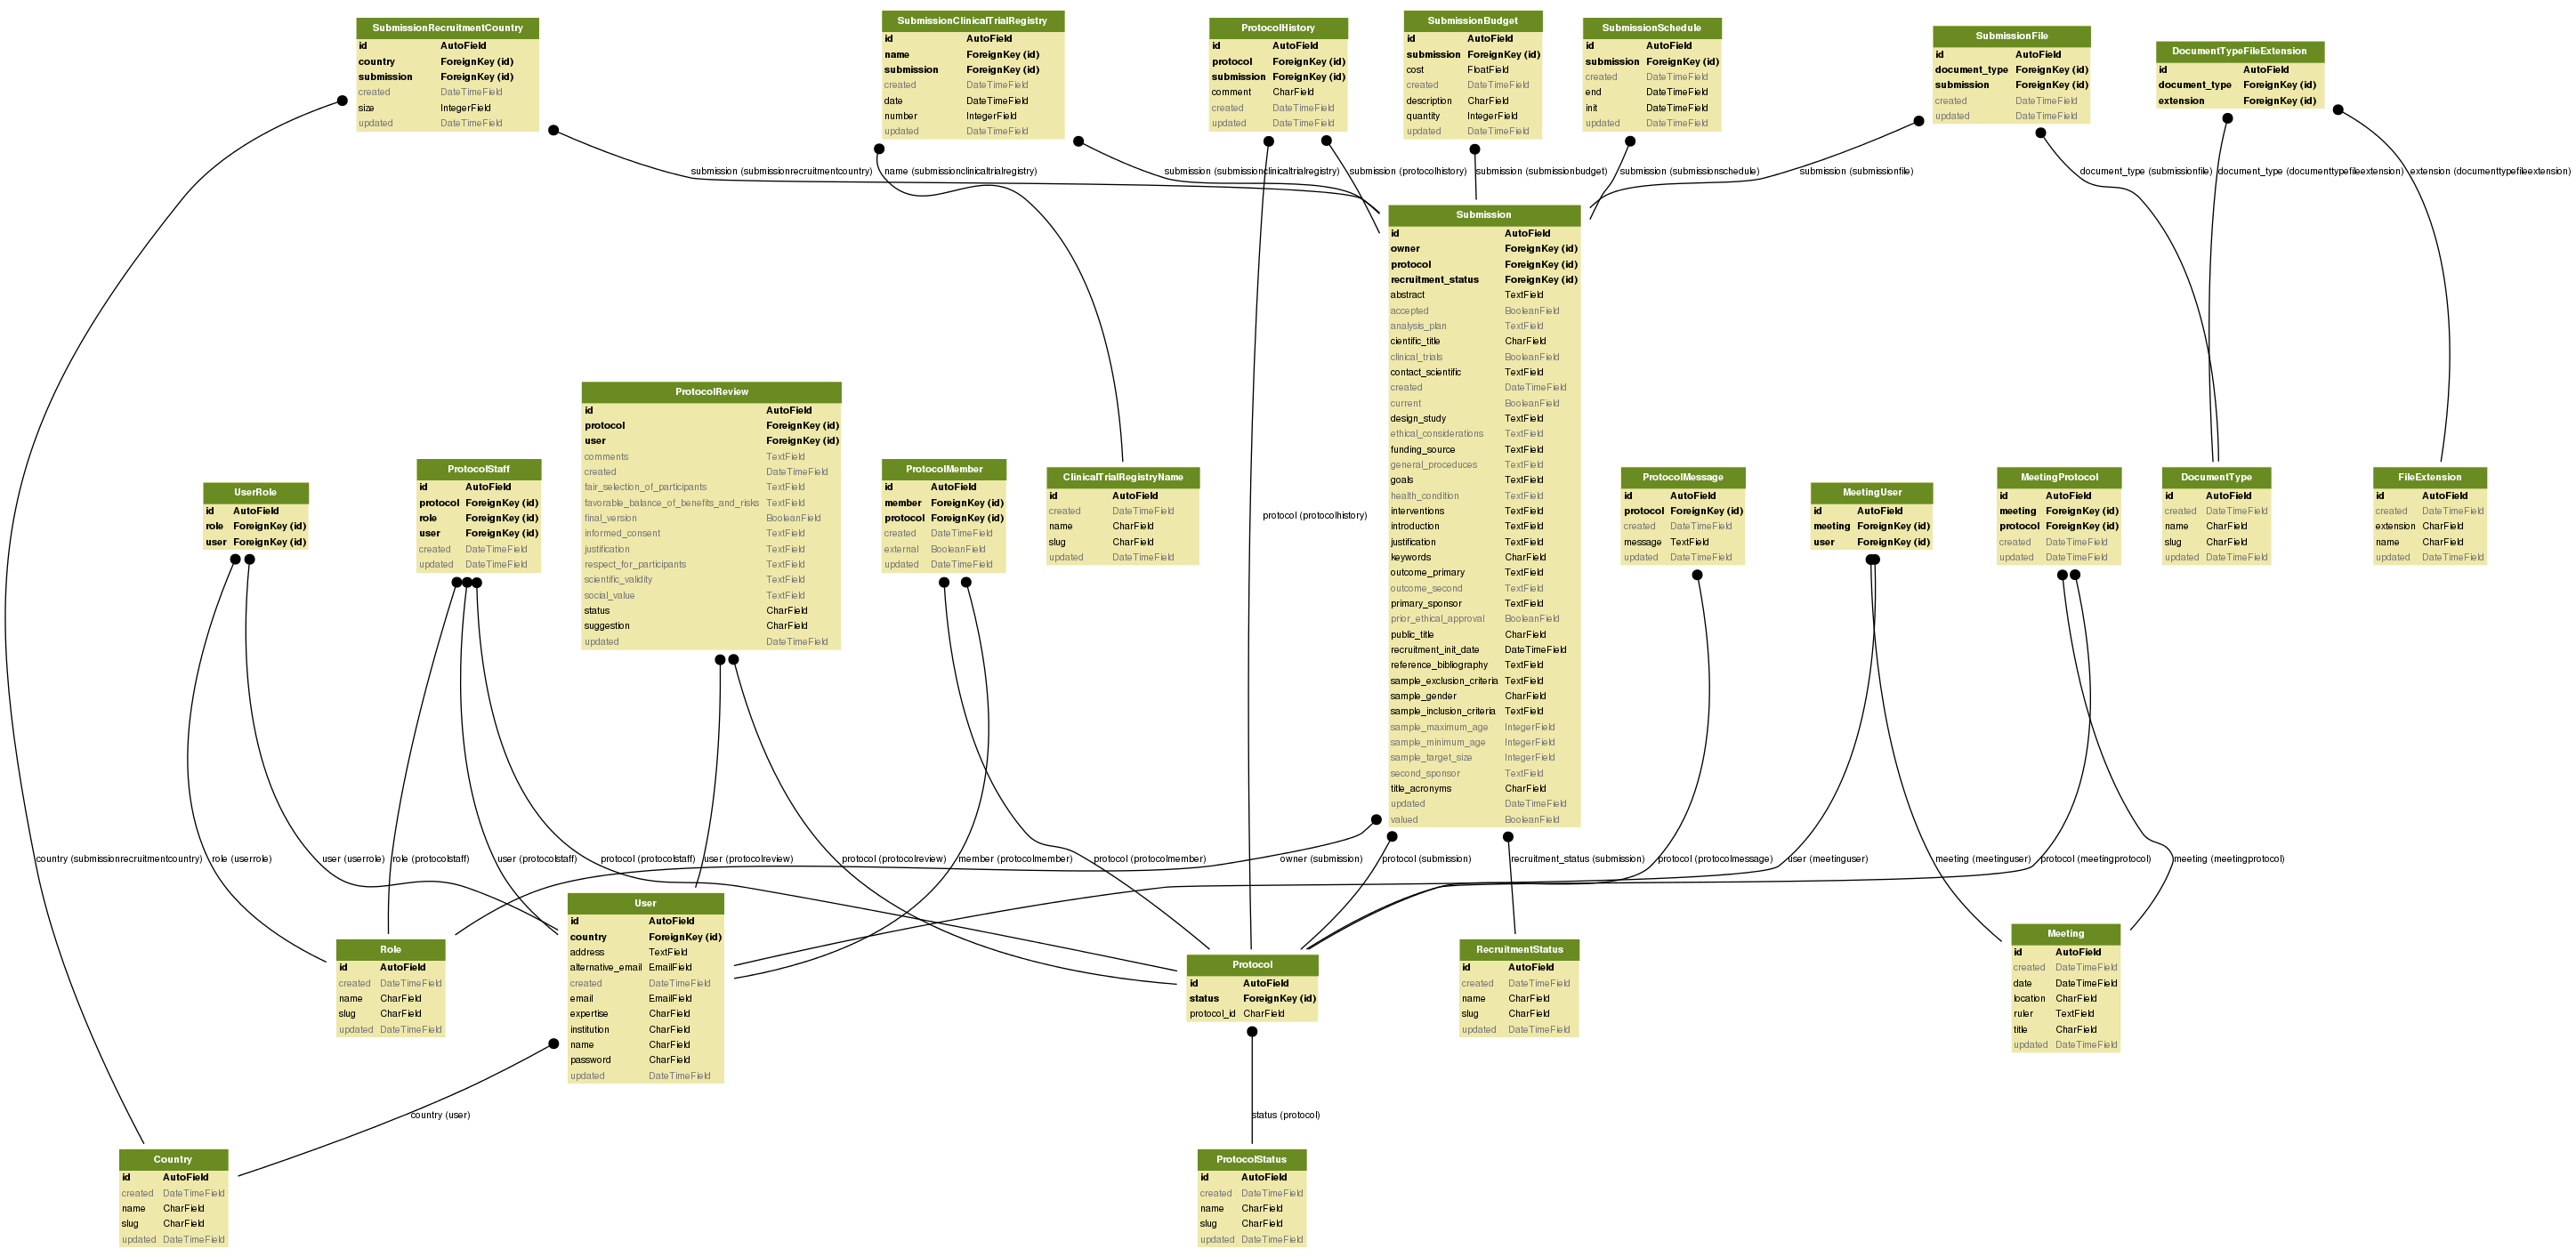 SubmissionRecruitmentCountry
id AutoField
country ForeignKey (id)
submission ForeignKey (id)
created DateTimeField
size IntegerField
updated DateTimeField
SubmissionClinicalTrialRegistry
id AutoField
name ForeignKey (id)
submission ForeignKey (id)
created DateTimeField
date DateTimeField
number IntegerField
updated DateTimeField
ProtocolHistory
id AutoField
protocol ForeignKey (id)
submission ForeignKey (id)
comment CharField
created DateTimeField
updated DateTimeField
SubmissionBudget
id AutoField
submission ForeignKey (id)
cost FloatField
created DateTimeField
description CharField
quantity IntegerField
updated DateTimeField
SubmissionSchedule
id AutoField
submission ForeignKey (id)
created DateTimeField
end DateTimeField
init DateTimeField
updated DateTimeField
SubmissionFile
id AutoField
document_type ForeignKey (id)
submission ForeignKey (id)
created DateTimeField
updated DateTimeField
DocumentTypeFileExtension
id AutoField
document_type ForeignKey (id)
extension ForeignKey (id)
submission (submissionrecruitmentcountry)
name (submissionclinicaltrialregistry)
submission (submissionclinicaltrialregistry)
submission (protocolhistory)
submission (submissionbudget)
submission (submissionschedule)
submission (submissionfile)
document_type (submissionfile)
document_type (documenttypefileextension)
extension (documenttypefileextension)
Submission
id AutoField
owner ForeignKey (id)
protocol ForeignKey (id)
recruitment_status ForeignKey (id)
abstract TextField
accepted BooleanField
analysis_plan TextField
cientific_title CharField
clinical_trials BooleanField
contact_scientific TextField
created DateTimeField
current BooleanField
design_study TextField
ethical_considerations TextField
funding_source TextField
general_proceduces TextField
goals TextField
health_condition TextField
interventions TextField
introduction TextField
justification TextField
keywords CharField
outcome_primary TextField
outcome_second TextField
primary_sponsor TextField
prior_ethical_approval BooleanField
public_title CharField
recruitment_init_date DateTimeField
reference_bibliography TextField
sample_exclusion_criteria TextField
sample_gender CharField
sample_inclusion_criteria TextField
sample_maximum_age IntegerField
sample_minimum_age IntegerField
sample_target_size IntegerField
second_sponsor TextField
title_acronyms CharField
updated DateTimeField
valued BooleanField
UserRole
id AutoField
role ForeignKey (id)
user ForeignKey (id)
ProtocolStaff
id AutoField
protocol ForeignKey (id)
role ForeignKey (id)
user ForeignKey (id)
created DateTimeField
updated DateTimeField
ProtocolReview
id AutoField
protocol ForeignKey (id)
user ForeignKey (id)
comments TextField
created DateTimeField
fair_selection_of_participants TextField
favorable_balance_of_benefits_and_risks TextField
final_version BooleanField
informed_consent TextField
justification TextField
respect_for_participants TextField
scientific_validity TextField
social_value TextField
status CharField
suggestion CharField
updated DateTimeField
ProtocolMember
id AutoField
member ForeignKey (id)
protocol ForeignKey (id)
created DateTimeField
external BooleanField
updated DateTimeField
ClinicalTrialRegistryName
id AutoField
created DateTimeField
name CharField
slug CharField
updated DateTimeField
protocol (protocolhistory)
ProtocolMessage
id AutoField
protocol ForeignKey (id)
created DateTimeField
message TextField
updated DateTimeField
MeetingUser
id AutoField
meeting ForeignKey (id)
user ForeignKey (id)
MeetingProtocol
id AutoField
meeting ForeignKey (id)
protocol ForeignKey (id)
created DateTimeField
updated DateTimeField
DocumentType
id AutoField
created DateTimeField
name CharField
slug CharField
updated DateTimeField
FileExtension
id AutoField
created DateTimeField
extension CharField
name CharField
updated DateTimeField
country (submissionrecruitmentcountry)
role (userrole)
user (userrole)
role (protocolstaff)
user (protocolstaff)
protocol (protocolstaff)
user (protocolreview)
protocol (protocolreview)
member (protocolmember)
protocol (protocolmember)
owner (submission)
protocol (submission)
recruitment_status (submission)
protocol (protocolmessage)
user (meetinguser)
meeting (meetinguser)
protocol (meetingprotocol)
meeting (meetingprotocol)
Role
id AutoField
created DateTimeField
name CharField
slug CharField
updated DateTimeField
User
id AutoField
country ForeignKey (id)
address TextField
alternative_email EmailField
created DateTimeField
email EmailField
expertise CharField
institution CharField
name CharField
password CharField
updated DateTimeField
Protocol
id AutoField
status ForeignKey (id)
protocol_id CharField
RecruitmentStatus
id AutoField
created DateTimeField
name CharField
slug CharField
updated DateTimeField
Meeting
id AutoField
created DateTimeField
date DateTimeField
location CharField
ruler TextField
title CharField
updated DateTimeField
country (user)
status (protocol)
Country
id AutoField
created DateTimeField
name CharField
slug CharField
updated DateTimeField
ProtocolStatus
id AutoField
created DateTimeField
name CharField
slug CharField
updated DateTimeField